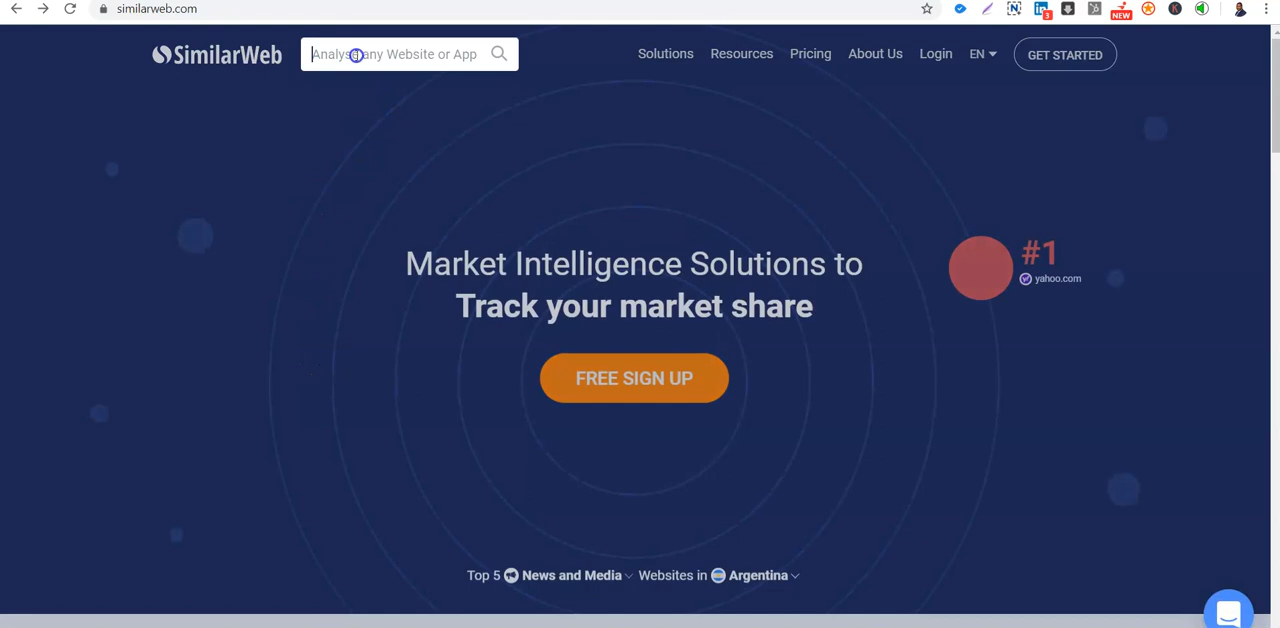 similarweb.com
3
NEW
K
SimilarWeb
Analyse any Website or App
Solutions
Resources
Pricing
About Us
Login
EN
GET STARTED
Market Intelligence Solutions to
Track your market share
#1
yahoo.com
FREE SIGN UP
Top 5 News and Media Websites in Argentina